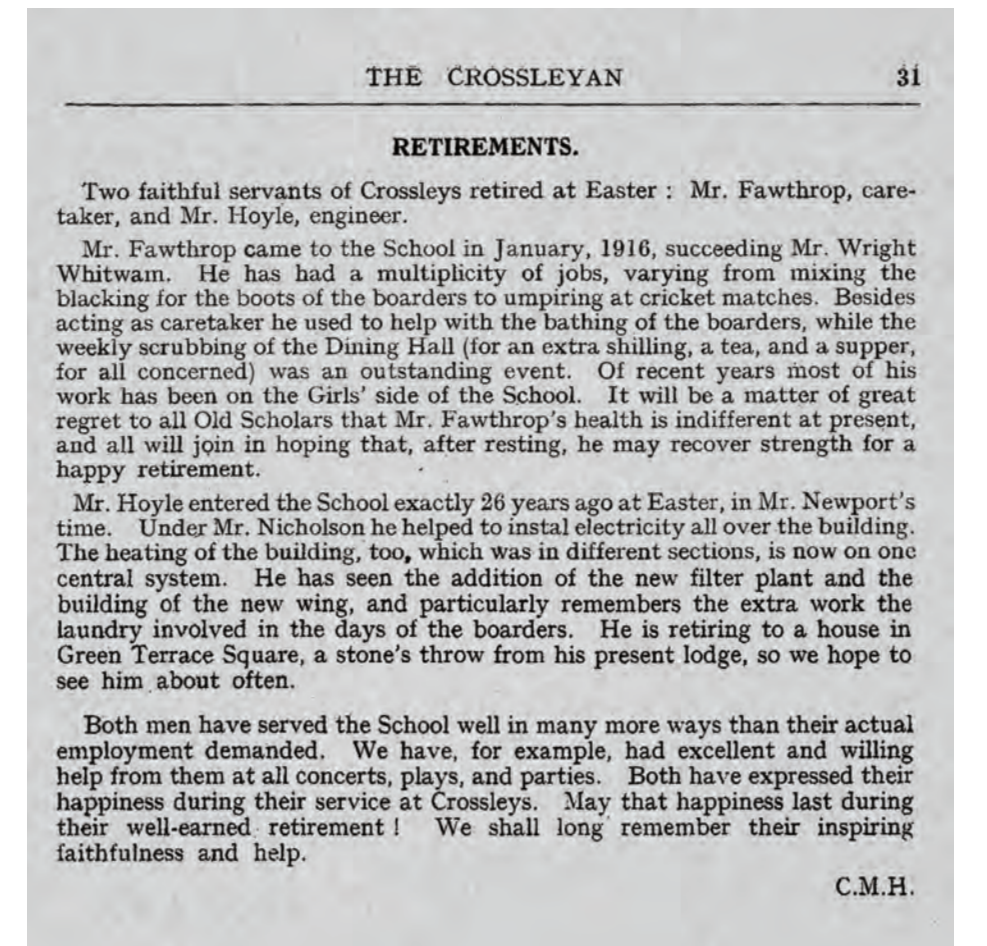 THE CROSSLEYAN 31
RETIREMENTS.
Two faithful servants of Crossleys retired at Easter : Mr. Fawthrop, care-
taker, and Mr. Hoyle, engineer.
Mr. Fawthrop came to the School in January, 1916, succeeding Mr. Wright
Whitwam. He has had a multiplicity of jobs, varying from mixing the
blacking for the boots of the boarders to umpiring at cricket matches. Besides
acting as caretaker he used to help with the bathing of the boarders, while the
weekly scrubbing of the Dining Hall (for an extra shilling, a tea, and a supper,
for all concerned) was an outstanding event. Of recent years most of his
work has been on the Girls' side of the School. It will be a matter of great
regret to all Old Scholars that Mr. Fawthrop's health is indifferent at present,
and all will join in hoping that, after resting, he may recover strength for a
happy retirement.
Mr. Hoyle entered the School exactly 26 years ago at Easter, in Mr. Newport's
time. Under Mr. Nicholson he helped to instal electricity all over the building.
The heating of the building, too, which was in different sections, is now on one
central system. He has seen the addition of the new filter plant and the
building of the new wing, and particularly remembers the extra work the
laundry involved in the days of the boarders. He is retiring to a house in
Green Terrace Square, a stone's throw from his present lodge, so we hope to
see him about often.
Both men have served the School well in many more ways than their actual
employment demanded. We have, for example, had excellent and willing
help from them at all concerts, plays, and parties. Both have expressed their
happiness during their service at Crossleys. May that happiness last during
their well-earned retirement ! We shall long remember their inspiring
faithfulness and help.
C.M.H.